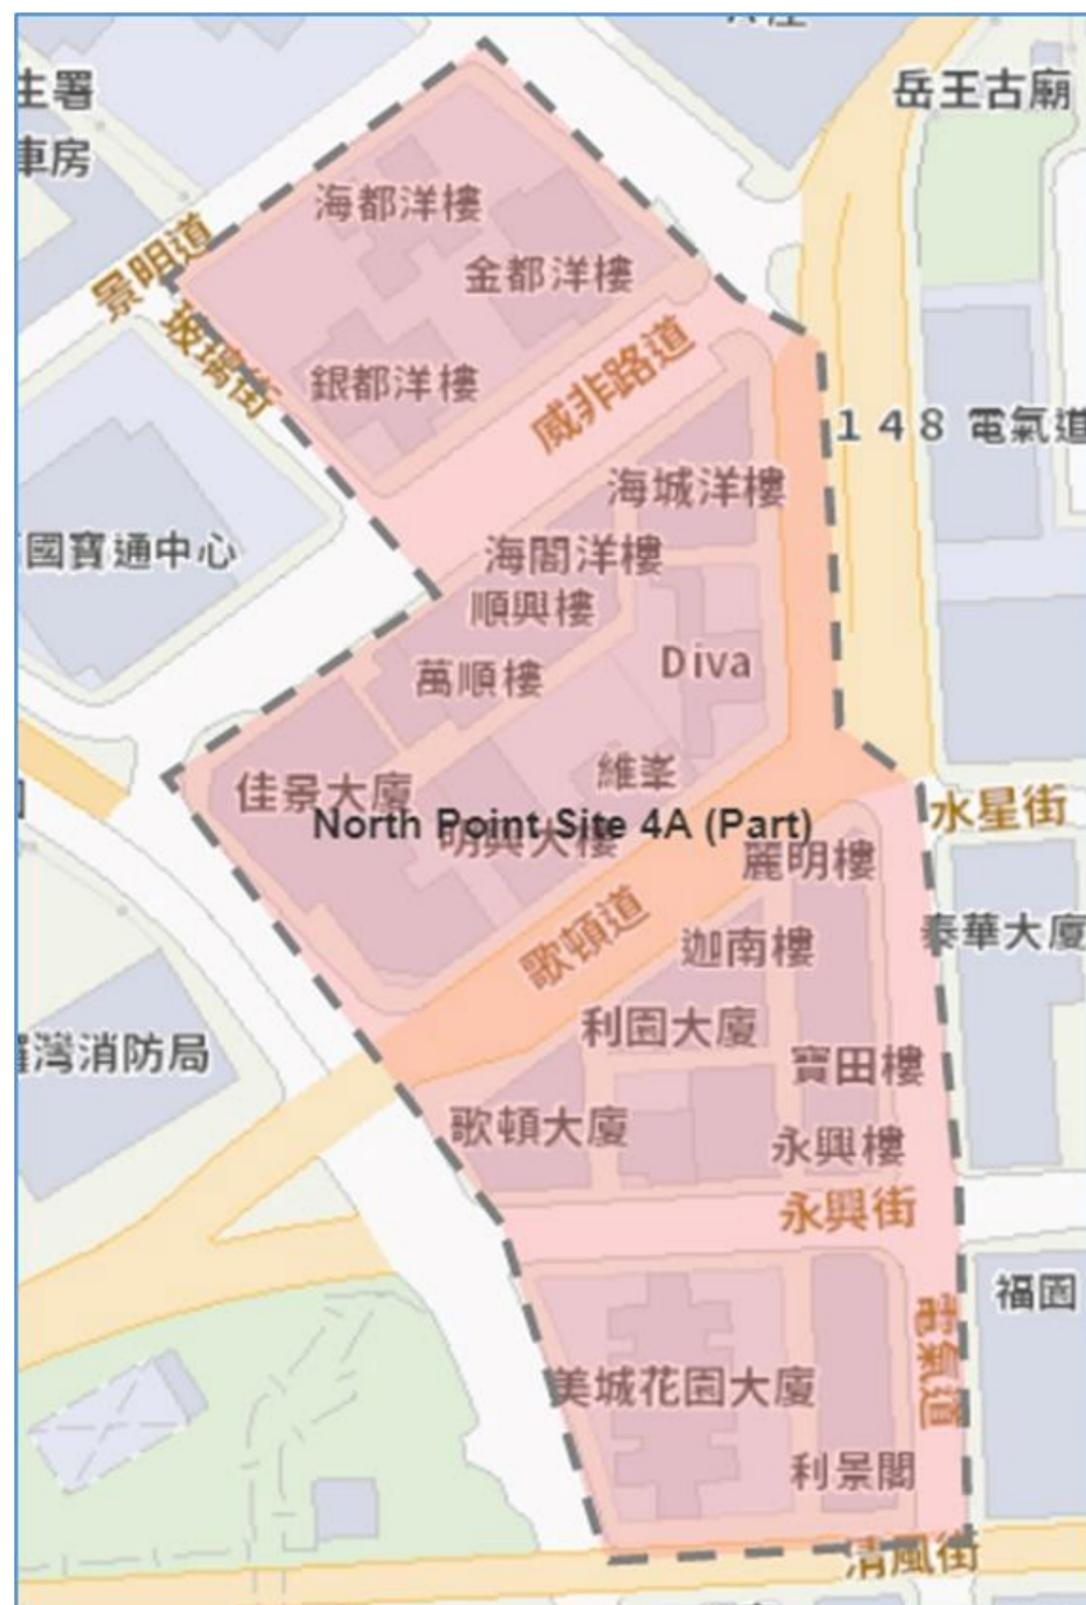 生署
車房
岳王古廟
海都洋樓
景明道
金都洋樓
玻璃街
銀都洋樓
威非路道
148 電氣道
海城洋樓
國寶通中心
海閣洋樓
順興樓
Diva
萬順樓
維峯
佳景大廈
North Point Site 4A (Part)
明興大樓
水星街
麗明樓
歌頓道
迦南樓
泰華大廈
利園大廈
灣消防局
寶田樓
歌頓大廈
永興樓
永興街
福園
電氣道
美城花園大廈
利景閣
清風街